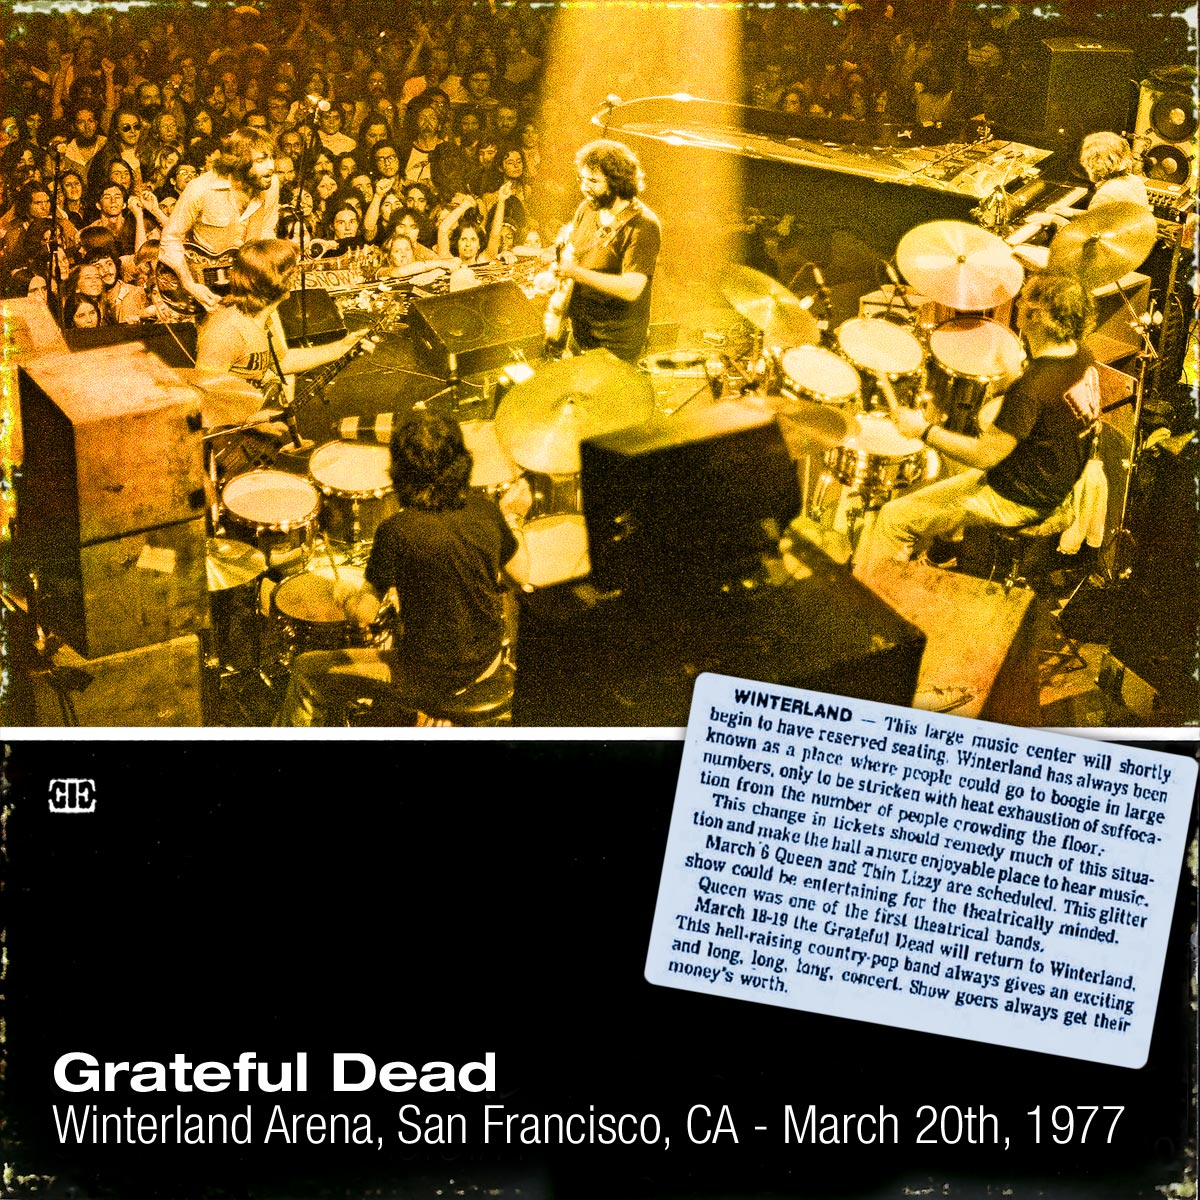 SNOW
BE
WINTERLAND — This large music center will shortly
begin to have reserved seating. Winterland has always been
known as a place where people could go to boogie in large
numbers, only to be stricken with heat exhaustion of suffoca-
tion from the number of people crowding the floor.
This change in tickets should remedy much of this situa-
tion and make the hall a more enjoyable place to hear music.
March 6 Queen and Thin Lizzy are scheduled. This glitter
show could be entertaining for the theatrically minded.
Queen was one of the first theatrical bands.
March 18-19 the Grateful Dead will return to Winterland.
This hell-raising country-pop band always gives an exciting
and long, long, long, concert. Show goers always get their
money's worth.
Grateful Dead
Winterland Arena, San Francisco, CA - March 20th, 1977